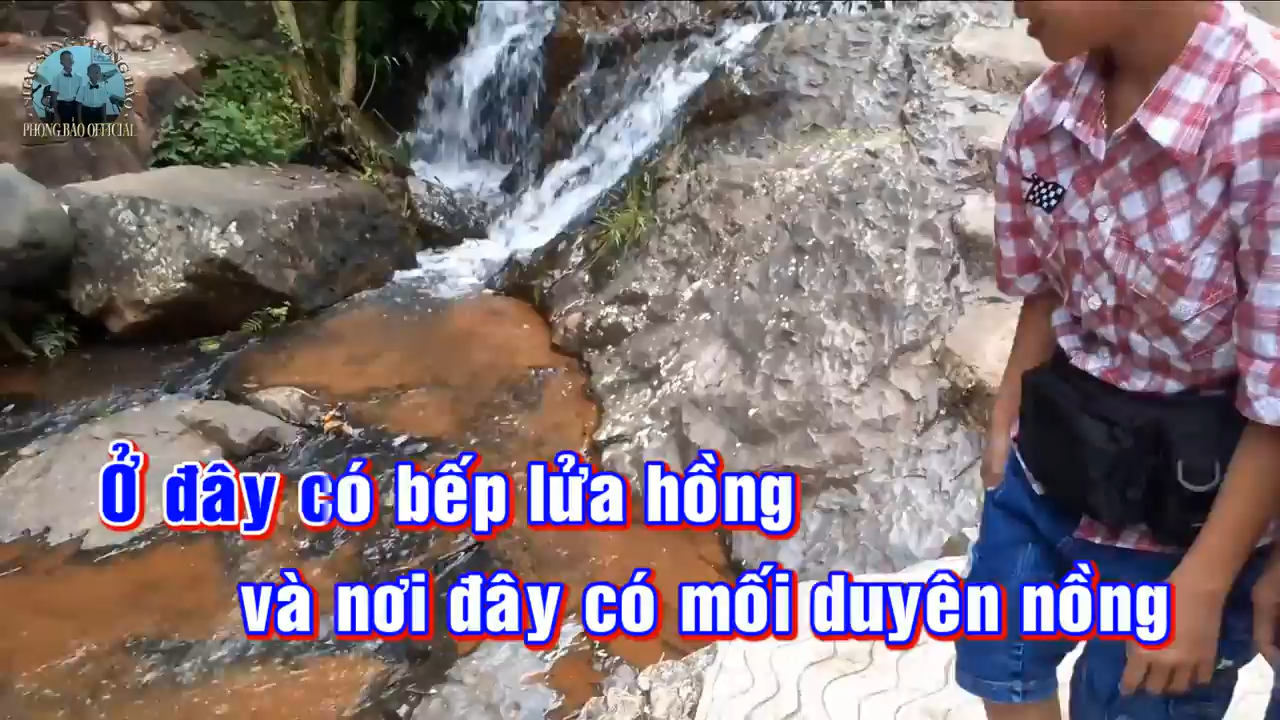 PHONG BẢO OFFICIAL
Ở đây có bếp lửa hồng
và nơi đây có mối duyên nồng